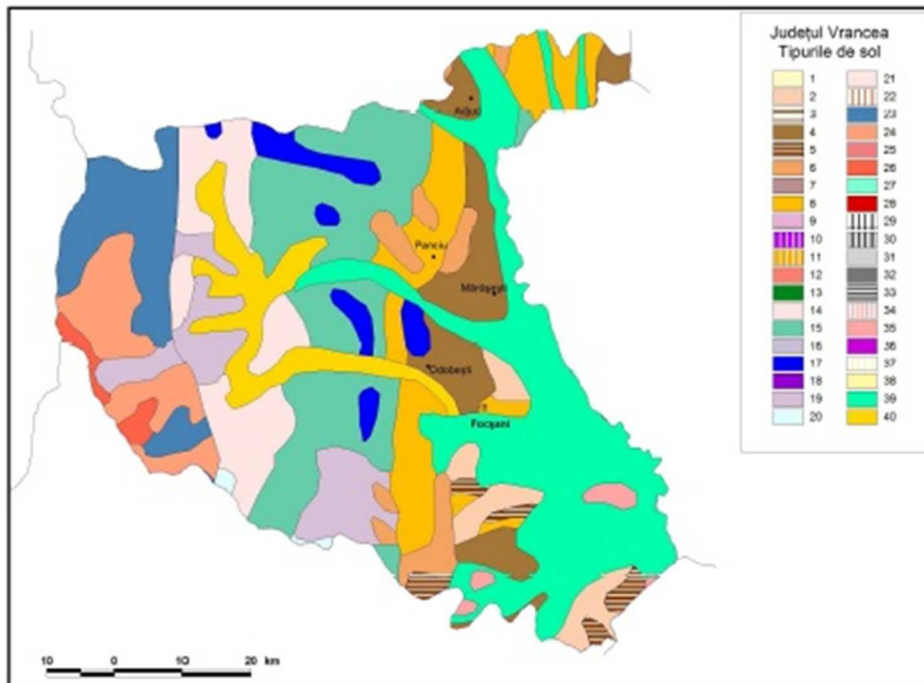 Județul Vrancea
Tipurile de sol
1 21
2 22
3 23
4 24
5 25
6 26
7 27
8 28
9 29
10 30
11 31
12 32
13 33
14 34
15 35
16 36
17 37
18 38
19 39
20 40
Adjud
Panciu
Mărășești
Odobești
Focșani
10 0 10 20 km